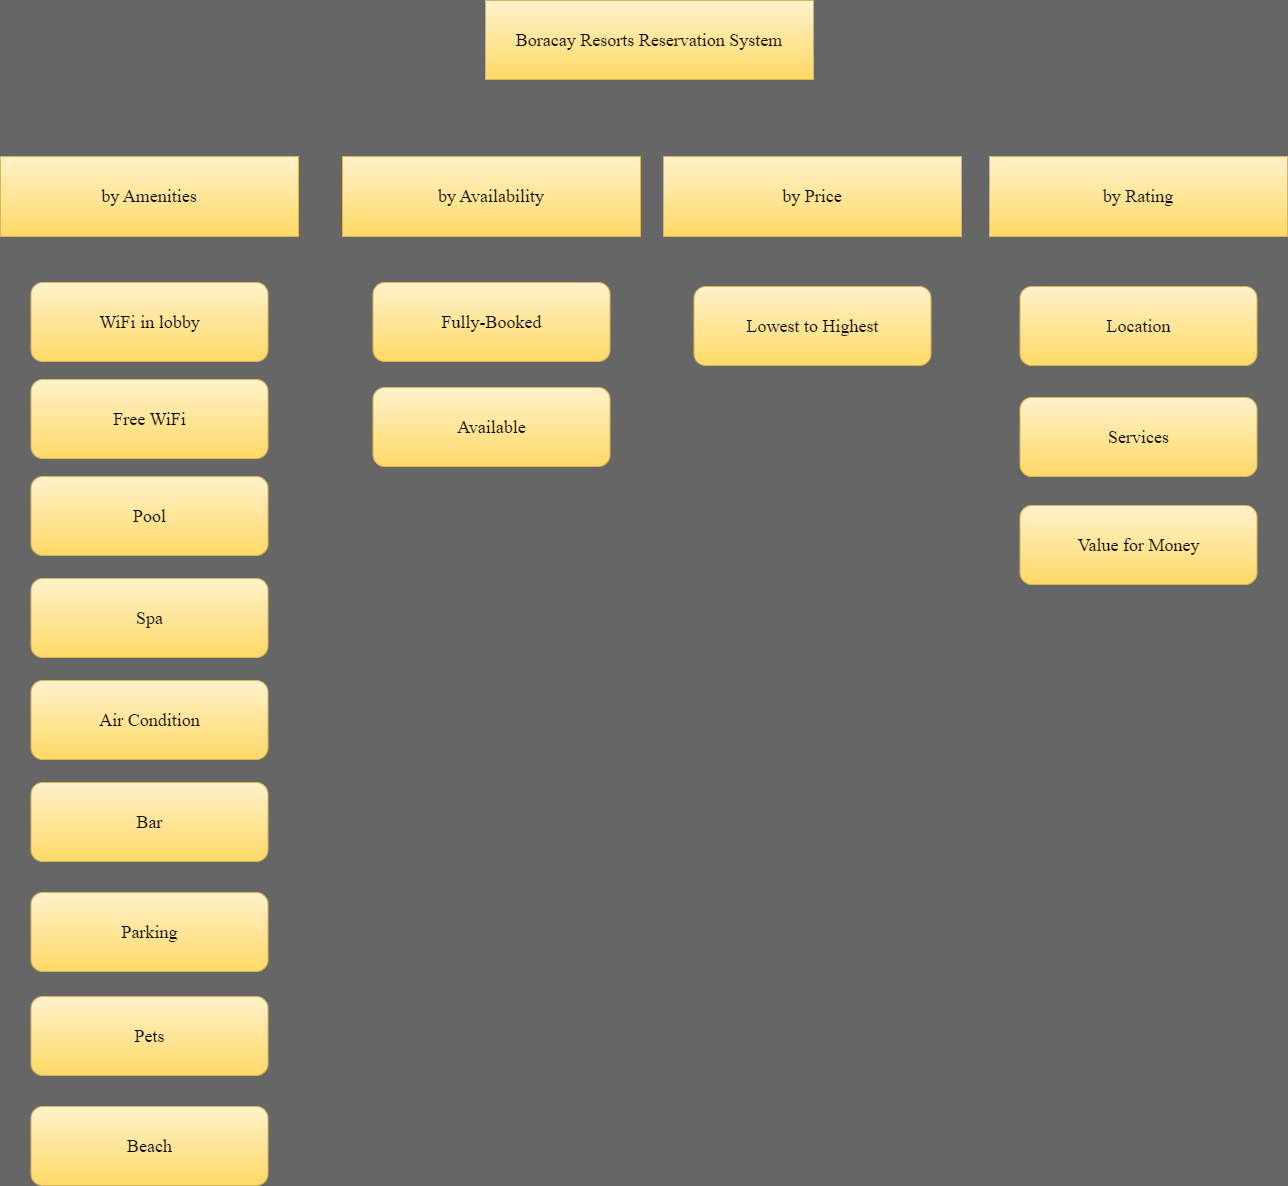 Boracay Resorts Reservation System
by Amenities
by Availability
by Price
by Rating
WiFi in lobby
Free WiFi
Pool
Spa
Air Condition
Bar
Parking
Pets
Beach
Fully-Booked
Available
Lowest to Highest
Location
Services
Value for Money